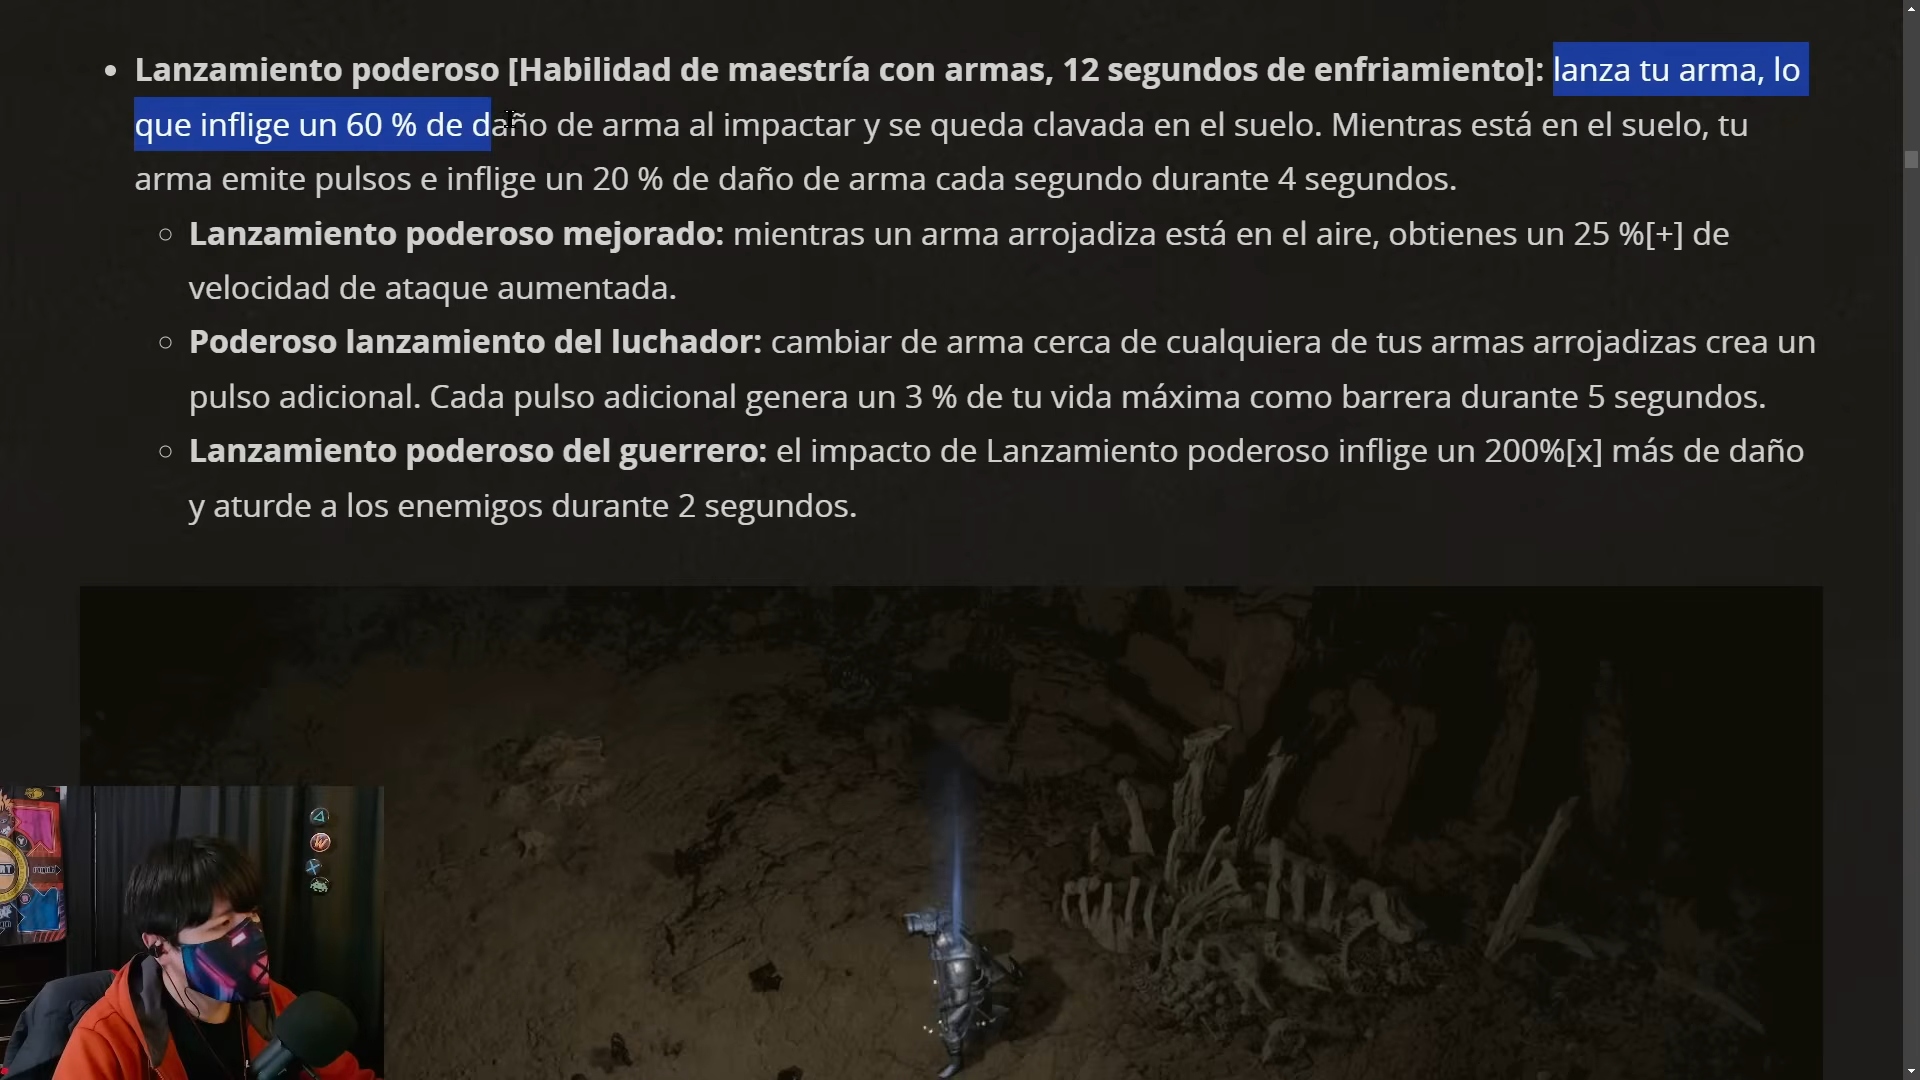 • Lanzamiento poderoso [Habilidad de maestría con armas, 12 segundos de enfriamiento]: lanza tu arma, lo
que inflige un 60 % de daño de arma al impactar y se queda clavada en el suelo. Mientras está en el suelo, tu
arma emite pulsos e inflige un 20 % de daño de arma cada segundo durante 4 segundos.
○ Lanzamiento poderoso mejorado: mientras un arma arrojadiza está en el aire, obtienes un 25 %[+] de
velocidad de ataque aumentada.
○ Poderoso lanzamiento del luchador: cambiar de arma cerca de cualquiera de tus armas arrojadizas crea un
pulso adicional. Cada pulso adicional genera un 3 % de tu vida máxima como barrera durante 5 segundos.
○ Lanzamiento poderoso del guerrero: el impacto de Lanzamiento poderoso inflige un 200%[x] más de daño
y aturde a los enemigos durante 2 segundos.